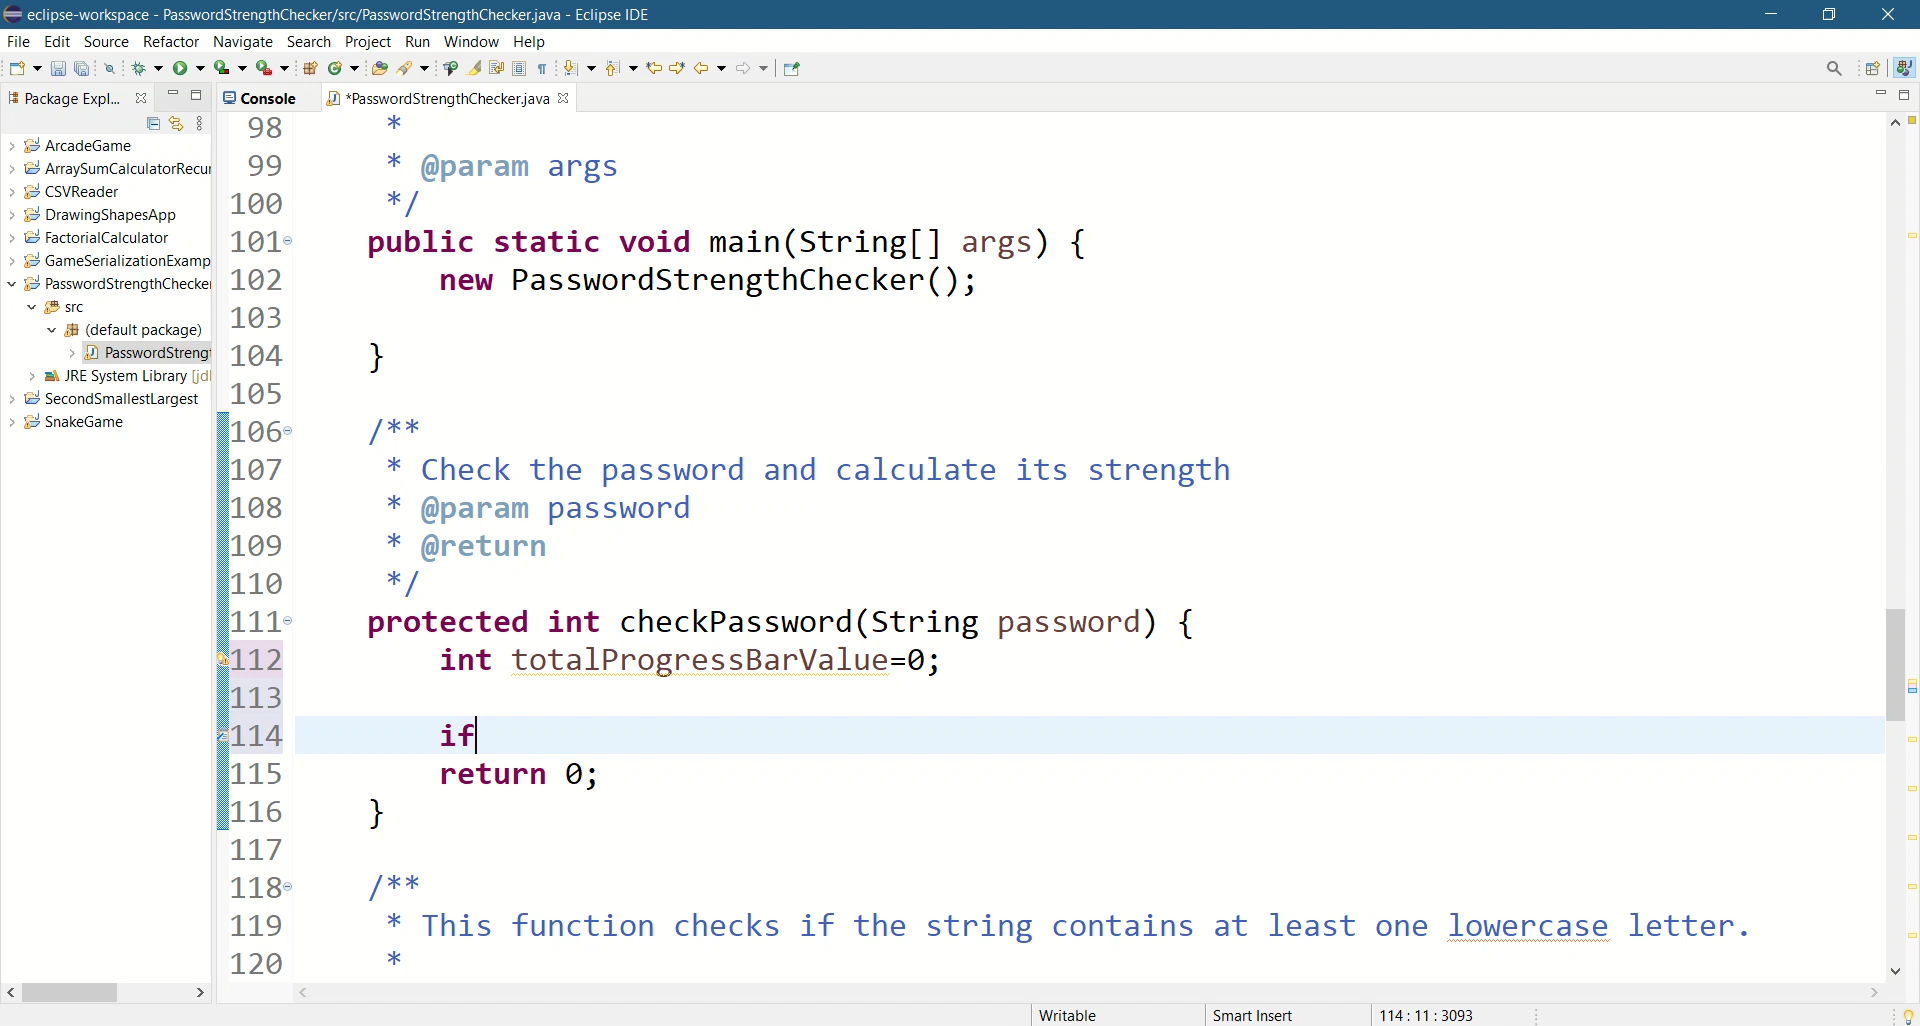 eclipse-workspace - PasswordStrengthChecker/src/PasswordStrengthChecker.java - Eclipse IDE
File Edit Source Refactor Navigate Search Project Run Window Help
Package Expl...
Console
*PasswordStrengthChecker.java
ArcadeGame
ArraySumCalculatorRecur
CSVReader
DrawingShapesApp
FactorialCalculator
GameSerializationExamp
PasswordStrengthChecker
src
(default package)
PasswordStrengt
JRE System Library [jd
SecondSmallestLargest
SnakeGame
98 *
99 * @param args
100 */
101 public static void main(String[] args) {
102 new PasswordStrengthChecker();
103
104 }
105
106 /**
107 * Check the password and calculate its strength
108 * @param password
109 * @return
110 */
111 protected int checkPassword(String password) {
112 int totalProgressBarValue=0;
113
114 if
115 return 0;
116 }
117
118 /**
119 * This function checks if the string contains at least one lowercase letter.
120 *
Writable
Smart Insert
114 : 11 : 3093